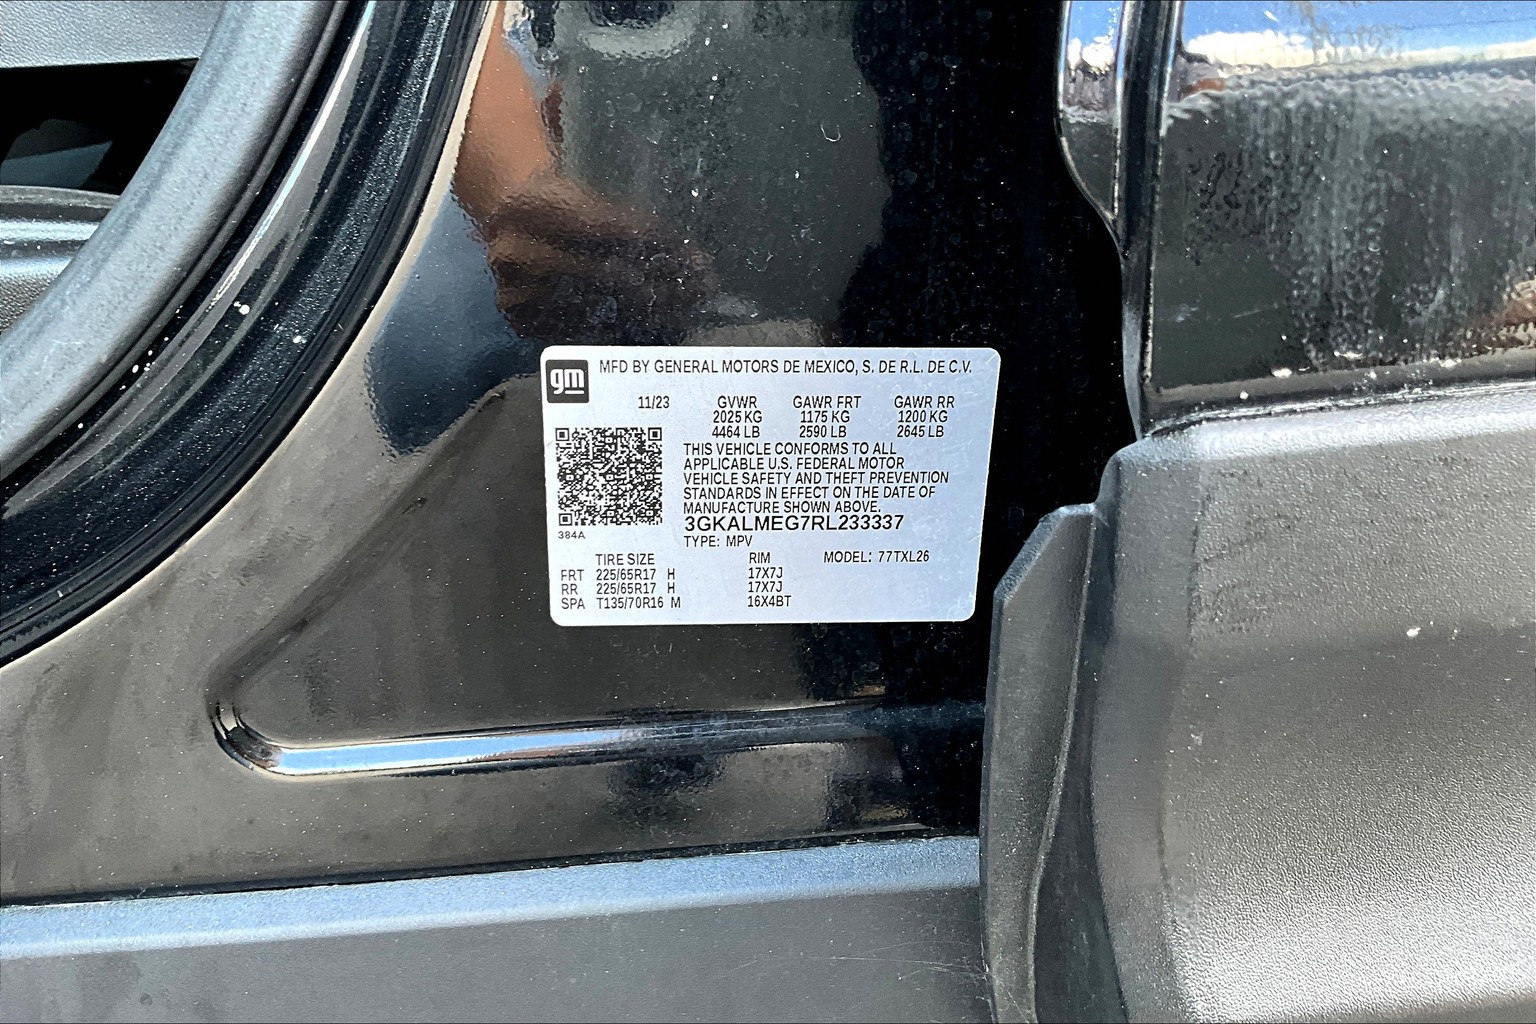 gm MFD BY GENERAL MOTORS DE MEXICO, S. DE R.L. DE C.V.
11/23 GVWR GAWR FRT GAWR RR
2025 KG 1175 KG 1200 KG
4464 LB 2590 LB 2645 LB
THIS VEHICLE CONFORMS TO ALL
APPLICABLE U.S. FEDERAL MOTOR
VEHICLE SAFETY AND THEFT PREVENTION
STANDARDS IN EFFECT ON THE DATE OF
MANUFACTURE SHOWN ABOVE.
3GKALMEG7RL233337
384A
TYPE: MPV
TIRE SIZE RIM MODEL: 77TXL26
FRT 225/65R17 H 17X7J
RR 225/65R17 H 17X7J
SPA T135/70R16 M 16X4BT